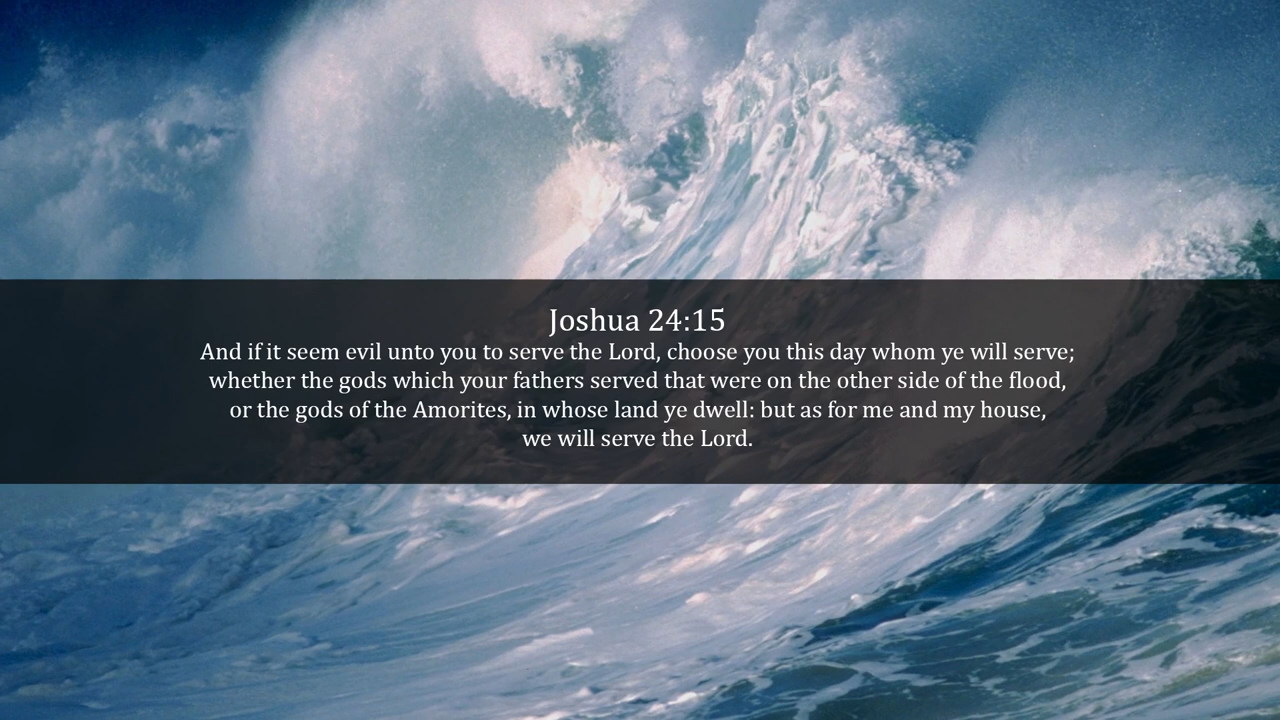 Joshua 24:15
And if it seem evil unto you to serve the Lord, choose you this day whom ye will serve;
whether the gods which your fathers served that were on the other side of the flood,
or the gods of the Amorites, in whose land ye dwell: but as for me and my house,
we will serve the Lord.